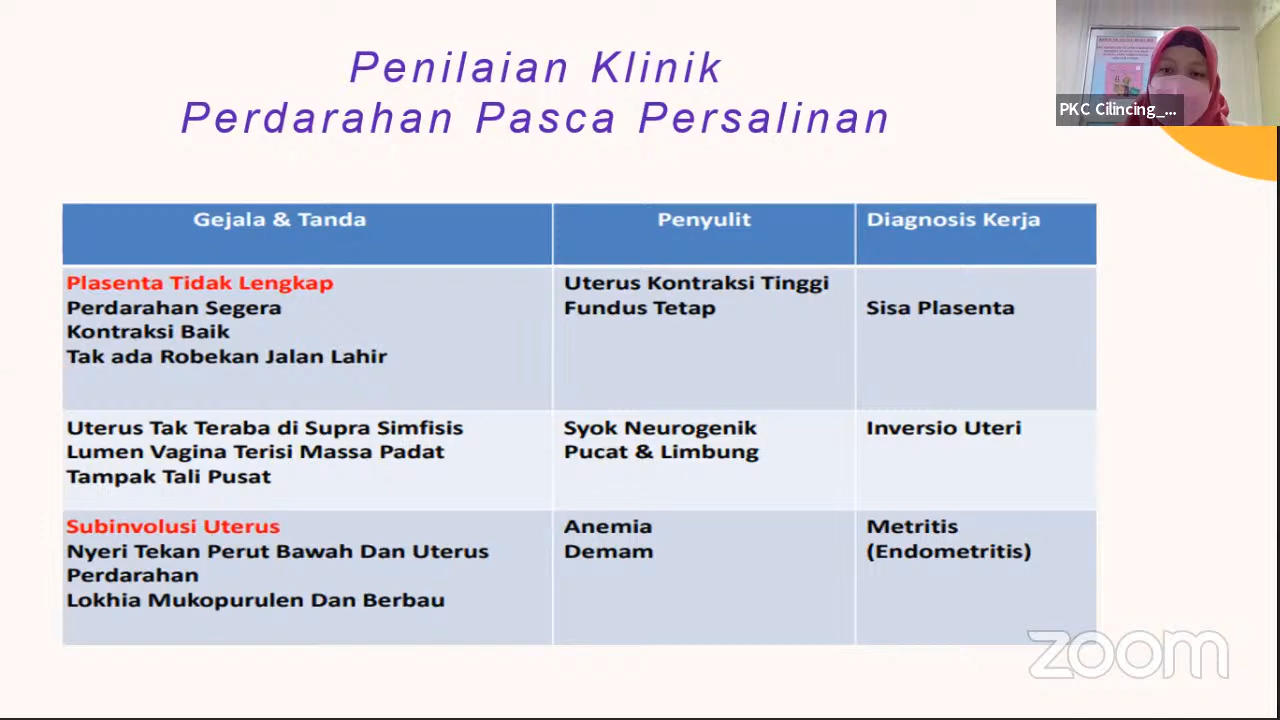 Penilaian Klinik
Perdarahan Pasca Persalinan
PKC Cilincing_...
Gejala & Tanda
Penyulit
Diagnosis Kerja
Plasenta Tidak Lengkap
Perdarahan Segera
Kontraksi Baik
Tak ada Robekan Jalan Lahir
Uterus Kontraksi Tinggi
Fundus Tetap
Sisa Plasenta
Uterus Tak Teraba di Supra Simfisis
Lumen Vagina Terisi Massa Padat
Tampak Tali Pusat
Syok Neurogenik
Pucat & Limbung
Inversio Uteri
Subinvolusi Uterus
Nyeri Tekan Perut Bawah Dan Uterus
Perdarahan
Lokhia Mukopurulen Dan Berbau
Anemia
Demam
Metritis
(Endometritis)
zoom